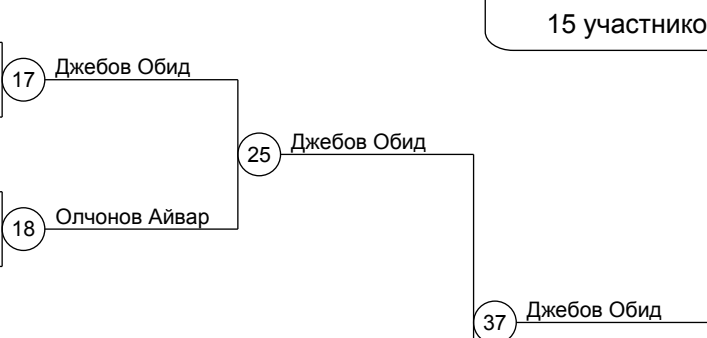 15 участнико
17 Джебов Обид
25 Джебов Обид
18 Олчонов Айвар
37 Джебов Обид